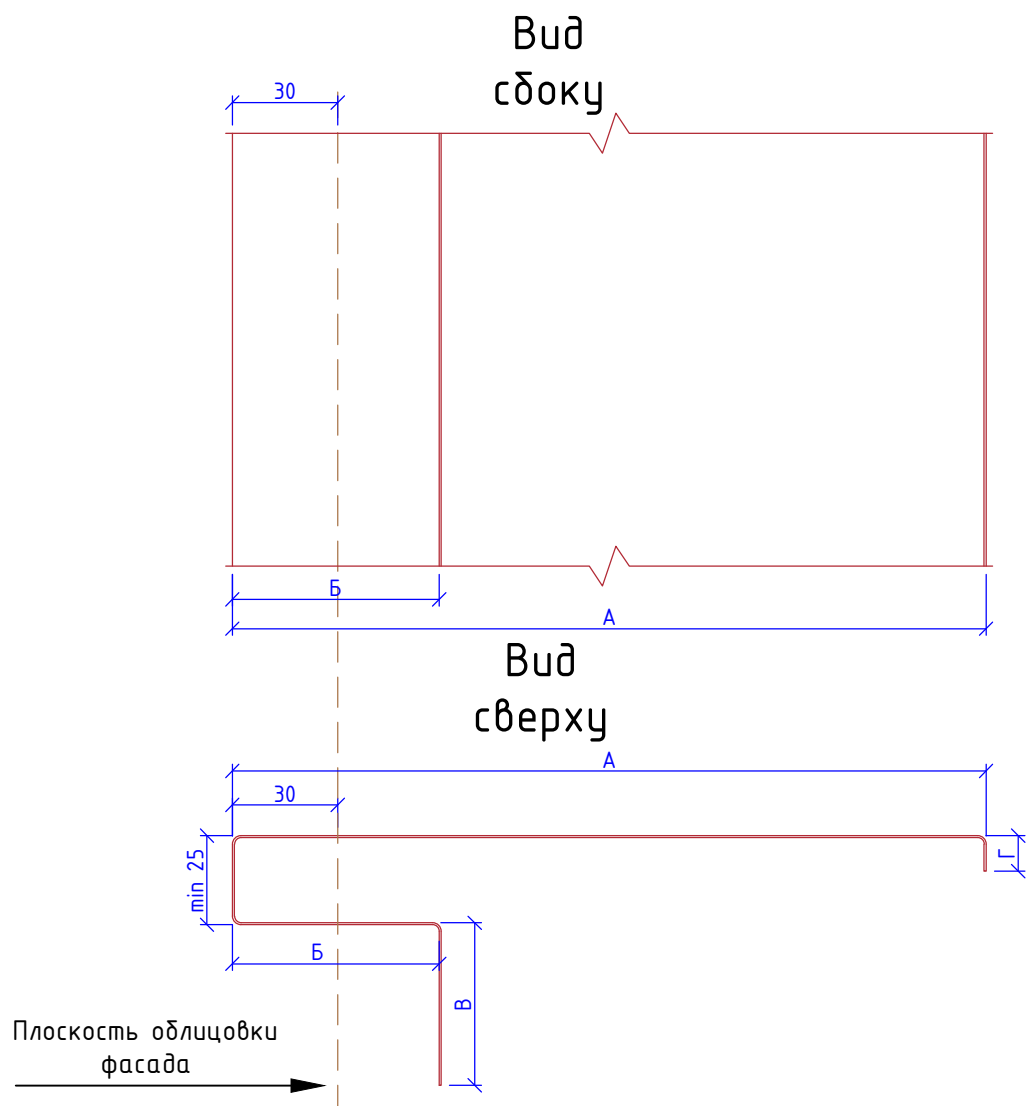 Вид
сбоку
30
Б
А
Вид
сверху
А
30
min 25
Г
Б
В
Плоскость облицовки
фасада